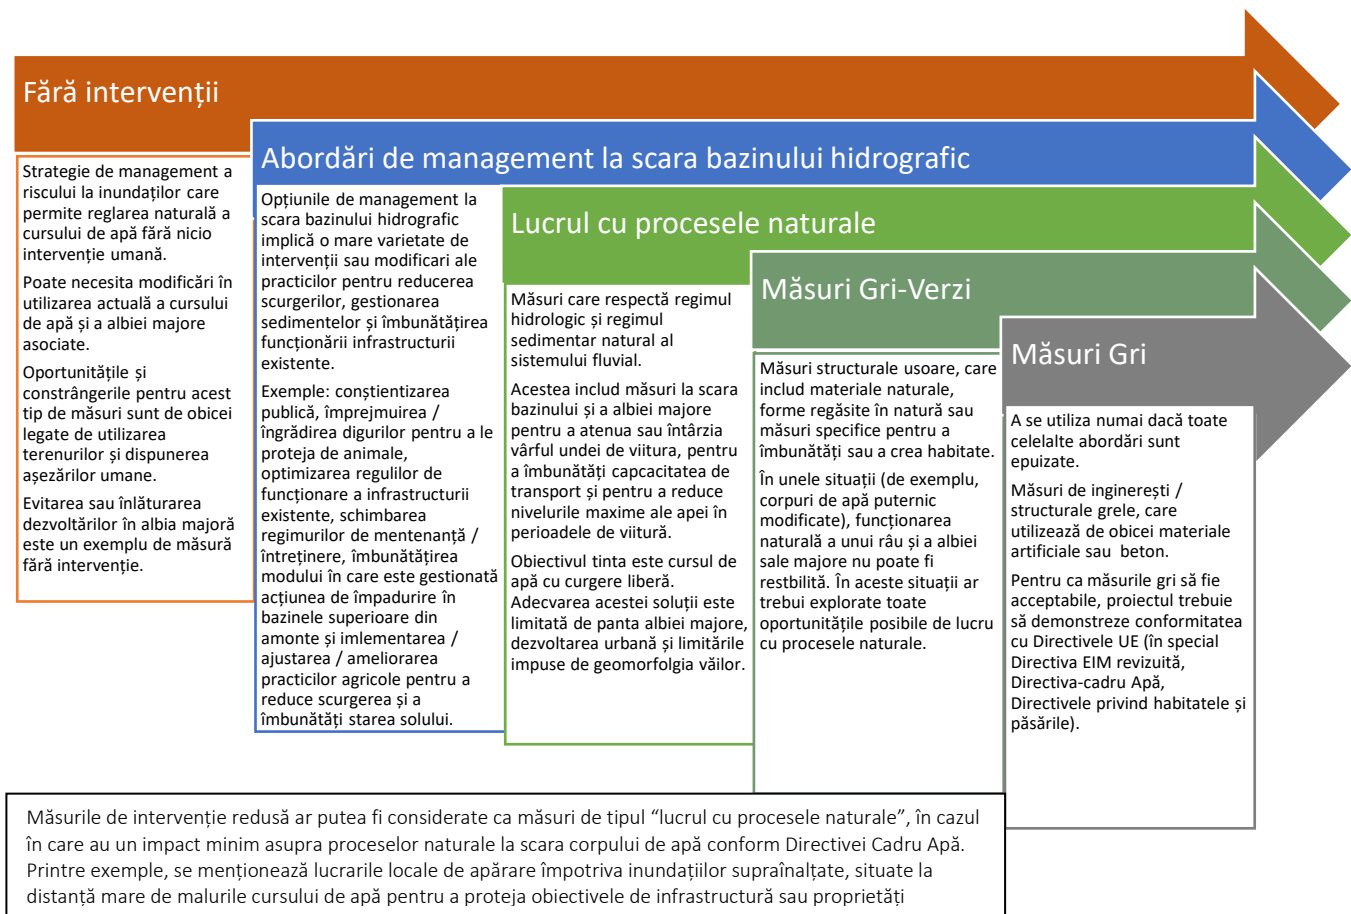 Fără intervenții
Strategie de management a
riscului la inundaților care
permite reglarea naturală a
cursului de apă fără nicio
intervenție umană.
Poate necesita modificări în
utilizarea actuală a cursului
de apă și a albiei majore
asociate.
Oportunitățile și
constrângerile pentru acest
tip de măsuri sunt de obicei
legate de utilizarea
terenurilor și dispunerea
așezărilor umane.
Evitarea sau înlăturarea
dezvoltărilor în albia majoră
este un exemplu de măsură
fără intervenție.
Abordări de management la scara bazinului hidrografic
Opțiunile de management la
scara bazinului hidrografic
implică o mare varietate de
intervenții sau modificari ale
practicilor pentru reducerea
scurgerilor, gestionarea
sedimentelor și îmbunătățirea
funcționării infrastructurii
existente.
Exemple: conștientizarea
publică, împrejmuirea /
îngrădirea digurilor pentru a le
proteja de animale,
optimizarea regulilor de
funcționare a infrastructurii
existente, schimbarea
regimurilor de mentenanță /
întreținere, îmbunătățirea
modului în care este gestionată
acțiunea de împadurire în
bazinele superioare din
amonte și imlementarea /
ajustarea / ameliorarea
practicilor agricole pentru a
reduce scurgerea și a
îmbunătăți starea solului.
Lucrul cu procesele naturale
Măsuri care respectă regimul
hidrologic și regimul
sedimentar natural al
sistemului fluvial.
Acestea includ măsuri la scara
bazinului și a albiei majore
pentru a atenua sau întârzia
vârful undei de viitura, pentru
a îmbunătăți capcacitatea de
transport și pentru a reduce
nivelurile maxime ale apei în
perioadele de viitură.
Obiectivul tinta este cursul de
apă cu curgere liberă.
Adecvarea acestei soluții este
limitată de panta albiei majore,
dezvoltarea urbană și limitările
impuse de geomorfolgia văilor.
Măsuri Gri-Verzi
Măsuri structurale usoare, care
includ materiale naturale,
forme regăsite în natură sau
măsuri specifice pentru a
îmbunătăți sau a crea habitate.
În unele situații (de exemplu,
corpuri de apă puternic
modificate), funcționarea
naturală a unui râu și a albiei
sale majore nu poate fi
restbilită. În aceste situații ar
trebui explorate toate
oportunitățile posibile de lucru
cu procesele naturale.
Măsuri Gri
A se utiliza numai dacă toate
celelalte abordări sunt
epuizate.
Măsuri de inginerești /
structurale grele, care
utilizează de obicei materiale
artificiale sau beton.
Pentru ca măsurile gri să fie
acceptabile, proiectul trebuie
să demonstreze conformitatea
cu Directivele UE (în special
Directiva EIM revizuită,
Directiva-cadru Apă,
Directivele privind habitatele și
păsările).
Măsurile de intervenție redusă ar putea fi considerate ca măsuri de tipul “lucrul cu procesele naturale”, în cazul
în care au un impact minim asupra proceselor naturale la scara corpului de apă conform Directivei Cadru Apă.
Printre exemple, se menționează lucrarile locale de apărare împotriva inundațiilor supraînalțate, situate la
distanță mare de malurile cursului de apă pentru a proteja obiectivele de infrastructură sau proprietăți